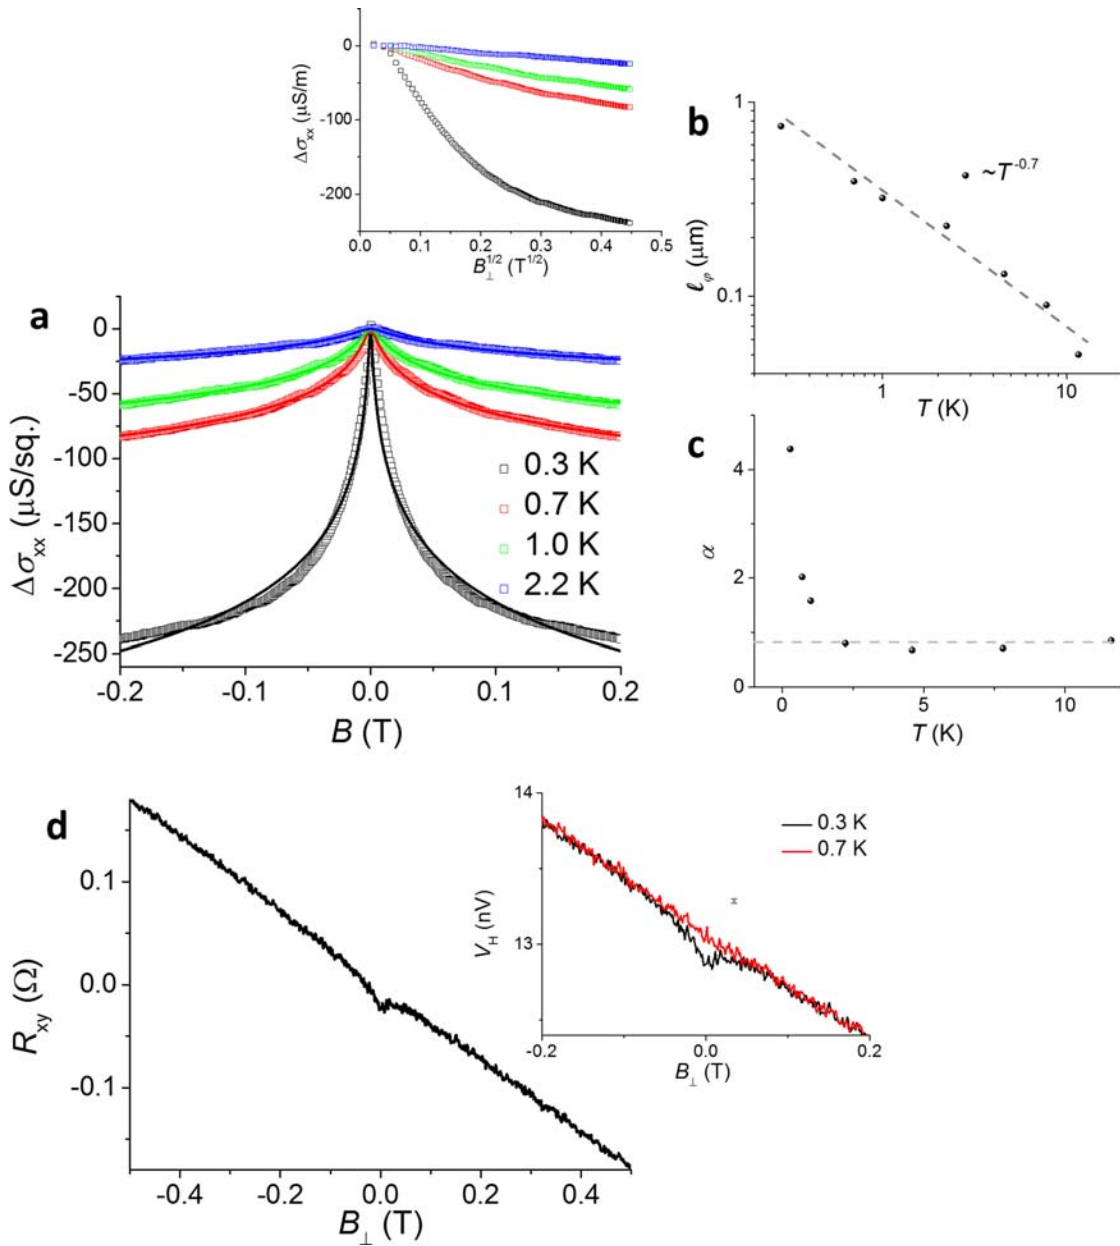 0
-100
-200
Δσxx (μS/m)
0.0 0.1 0.2 0.3 0.4 0.5
B⊥^1/2 (T^1/2)
a
0
-50
-100
-150
-200
-250
Δσxx (μS/sq.)
0.3 K
0.7 K
1.0 K
2.2 K
-0.2 -0.1 0.0 0.1 0.2
B (T)
b
1
0.1
ℓφ (μm)
~T^-0.7
1 10
T (K)
c
4
2
0
α
0 5 10
T (K)
d
0.1
0.0
-0.1
Rxy (Ω)
-0.4 -0.2 0.0 0.2 0.4
B⊥ (T)
14
13
VH (nV)
0.3 K
0.7 K
-0.2 0.0 0.2
B⊥ (T)